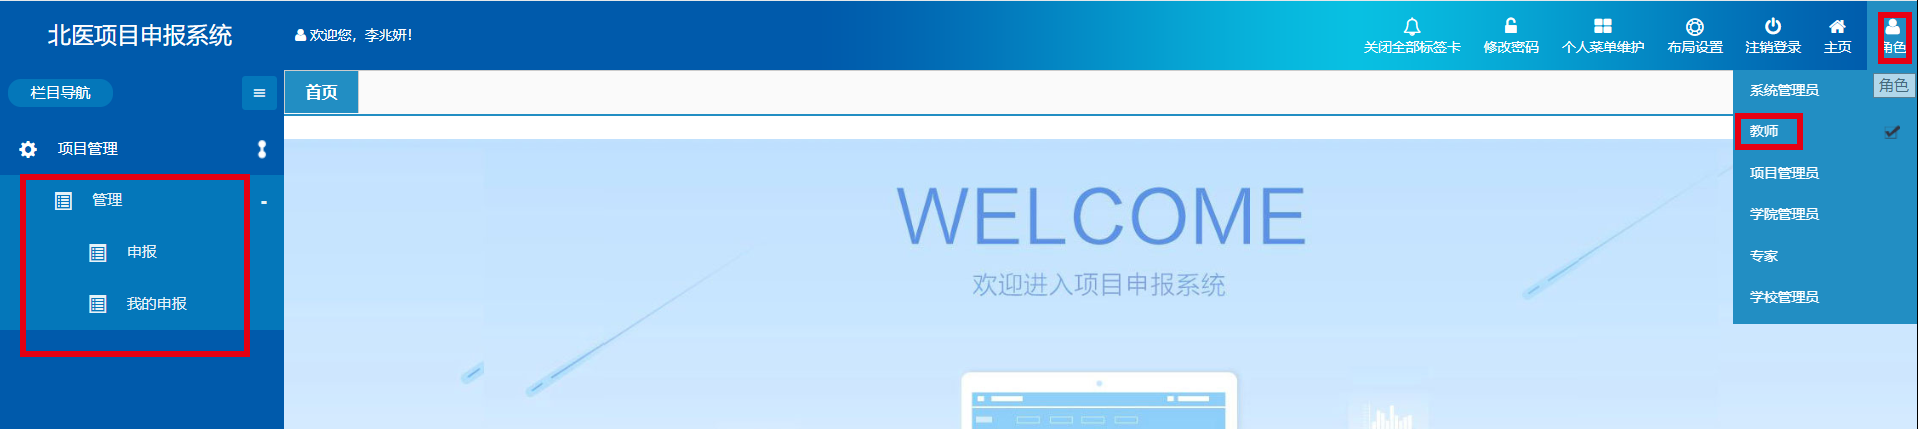 北医项目申报系统
欢迎您，李兆妍！
关闭全部标签卡
修改密码
个人菜单维护
布局设置
注销登录
主页
角色
栏目导航
首页
项目管理
管理
申报
我的申报
系统管理员
角色
教师
项目管理员
学院管理员
专家
学校管理员
WELCOME
欢迎进入项目申报系统